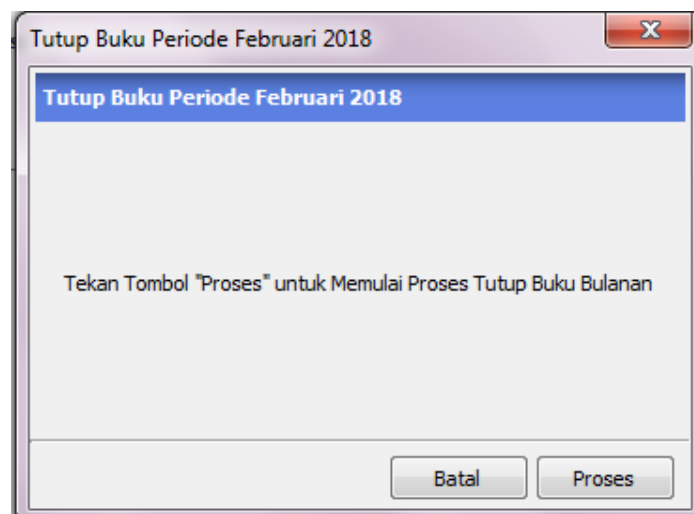 Tutup Buku Periode Februari 2018
Tutup Buku Periode Februari 2018
Tekan Tombol "Proses" untuk Memulai Proses Tutup Buku Bulanan
Batal Proses